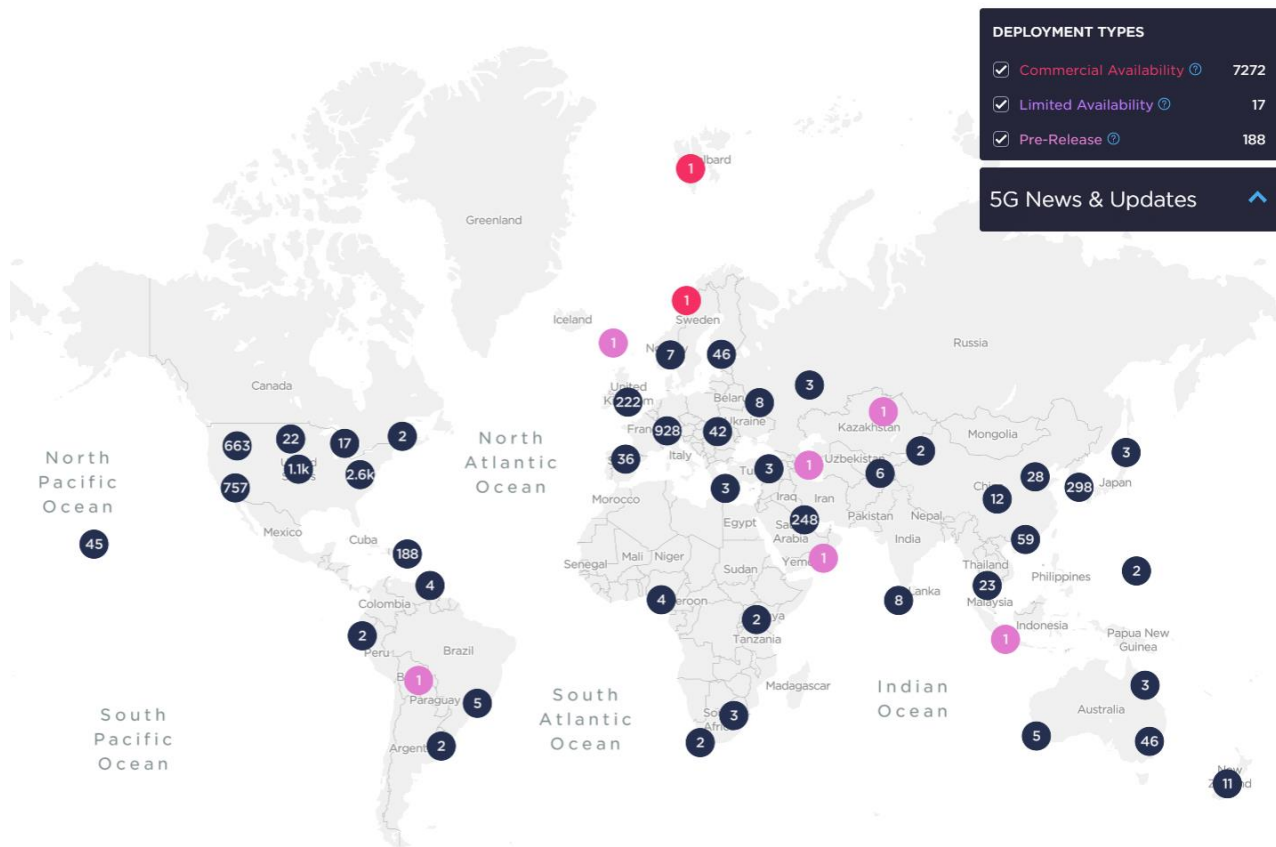 DEPLOYMENT TYPES
Commercial Availability 7272
Limited Availability 17
Pre-Release 188
5G News & Updates
1
Greenland
1
Iceland
Sweden
1
7
46
Russia
Canada
United
222
8
3
1
Kazakhstan
Mongolia
663
22
17
2
North
Atlantic
Ocean
928
42
Italy
36
1.1k
2.6k
757
North
Pacific
Ocean
45
3
1
Uzbekistan
6
2
3
12
28
298
Japan
Morocco
3
Iraq
Iran
Pakistan
Nepal
Mexico
Cuba
188
Egypt
248
Arabia
India
59
Senegal
Mali
Niger
Sudan
1
Thailand
Philippines
2
4
Colombia
4
8
23
Malaysia
2
Peru
Brazil
2
Tanzania
1
Indonesia
Papua New
Guinea
1
Paraguay
5
Madagascar
Indian
Ocean
3
Australia
South
Pacific
Ocean
2
South
Atlantic
Ocean
2
3
5
46
11